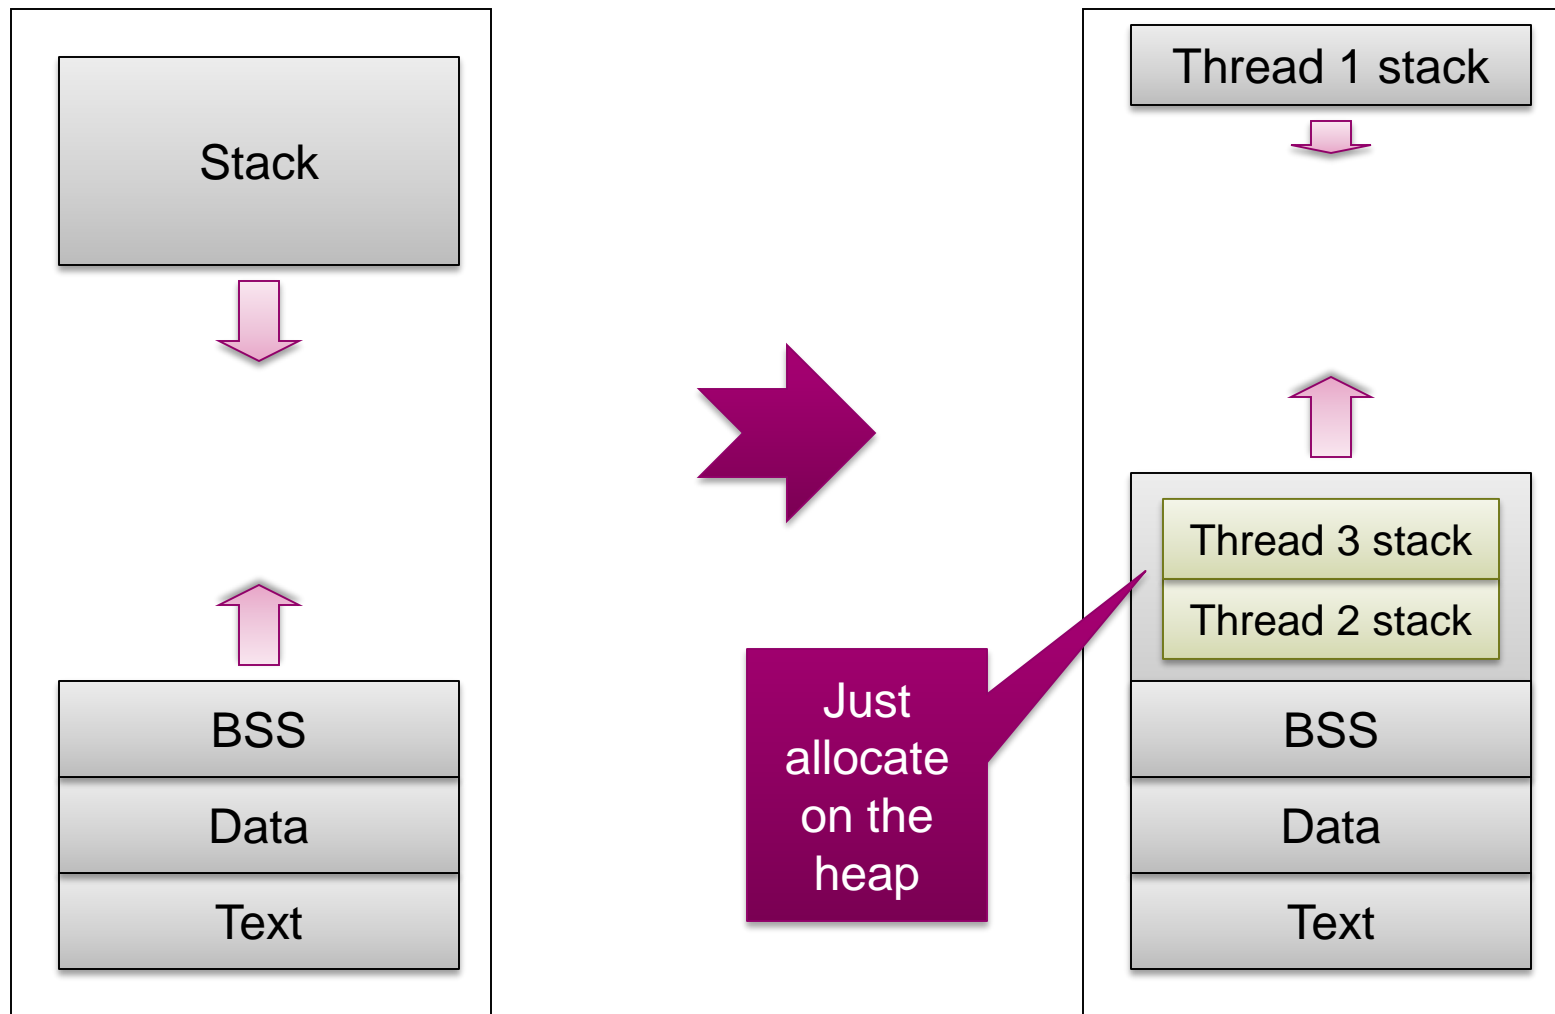 Stack
BSS
Data
Text
Just
allocate
on the
heap
Thread 1 stack
Thread 3 stack
Thread 2 stack
BSS
Data
Text